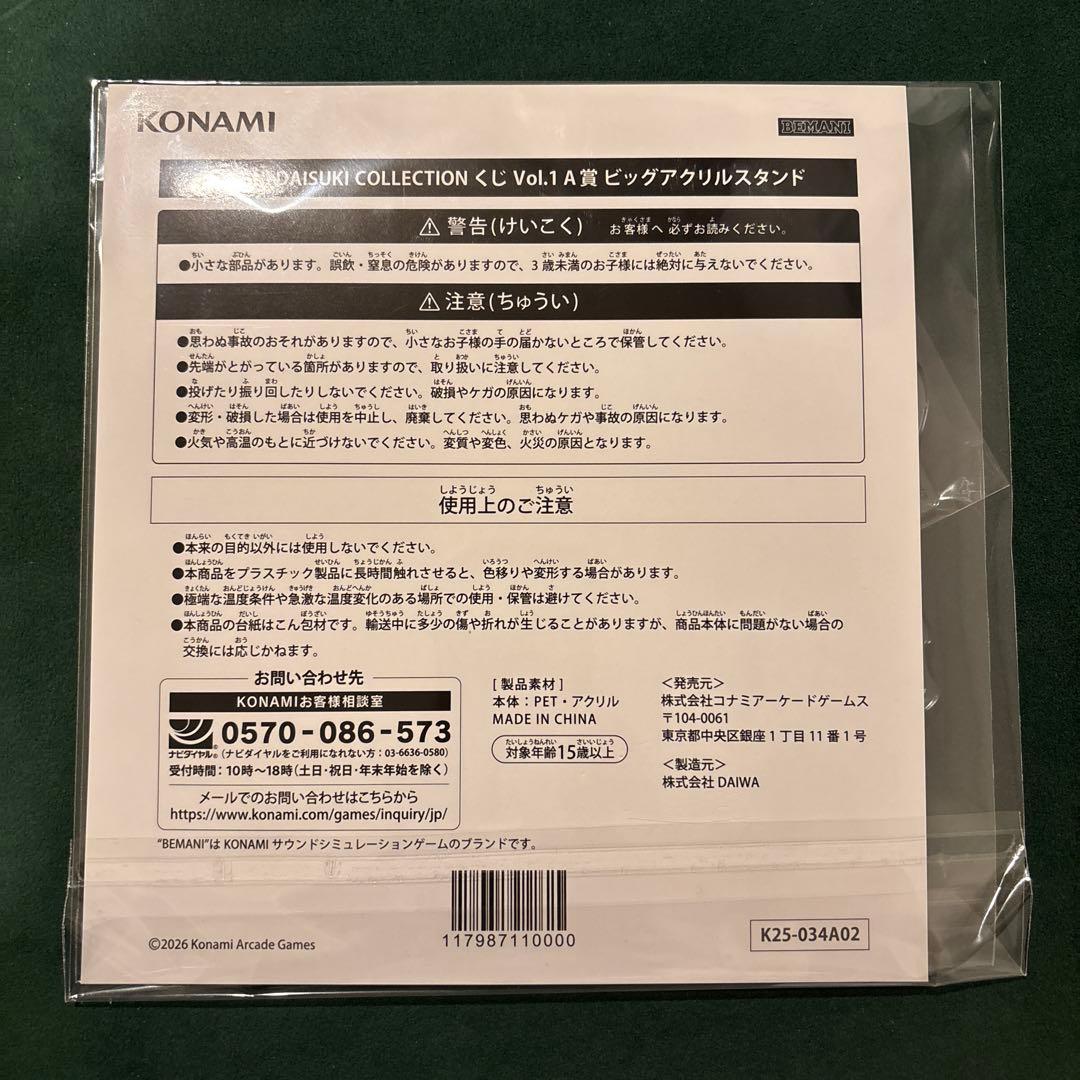 KONAMI
BEMANI
DAISUKI COLLECTION くじ Vol.1 A賞 ビッグアクリルスタンド
⚠ 警告(けいこく) お客様へ 必ずお読みください。
●小さな部品があります。誤飲・窒息の危険がありますので、3歳未満のお子様には絶対に与えないでください。
⚠ 注意(ちゅうい)
●思わぬ事故のおそれがありますので、小さなお子様の手の届かないところで保管してください。
●先端がとがっている箇所がありますので、取り扱いに注意してください。
●投げたり振り回したりしないでください。破損やケガの原因になります。
●変形・破損した場合は使用を中止し、廃棄してください。思わぬケガや事故の原因になります。
●火気や高温のもとに近づけないでください。変質や変色、火災の原因となります。
使用上のご注意
●本来の目的以外には使用しないでください。
●本商品をプラスチック製品に長時間触れさせると、色移りや変形する場合があります。
●極端な温度条件や急激な温度変化のある場所での使用・保管は避けてください。
●本商品の台紙はこん包材です。輸送中に多少の傷や折れが生じることがありますが、商品本体に問題がない場合の
交換には応じかねます。
お問い合わせ先
KONAMIお客様相談室
ナビダイヤル® 0570-086-573
(ナビダイヤルをご利用になれない方：03-6636-0580)
受付時間：10時～18時(土日・祝日・年末年始を除く)
メールでのお問い合わせはこちらから
https://www.konami.com/games/inquiry/jp/
[製品素材]
本体：PET・アクリル
MADE IN CHINA
対象年齢15歳以上
＜発売元＞
株式会社コナミアーケードゲームス
〒104-0061
東京都中央区銀座1丁目11番1号
＜製造元＞
株式会社 DAIWA
"BEMANI"は KONAMI サウンドシミュレーションゲームのブランドです。
117987110000
©2026 Konami Arcade Games
K25-034A02